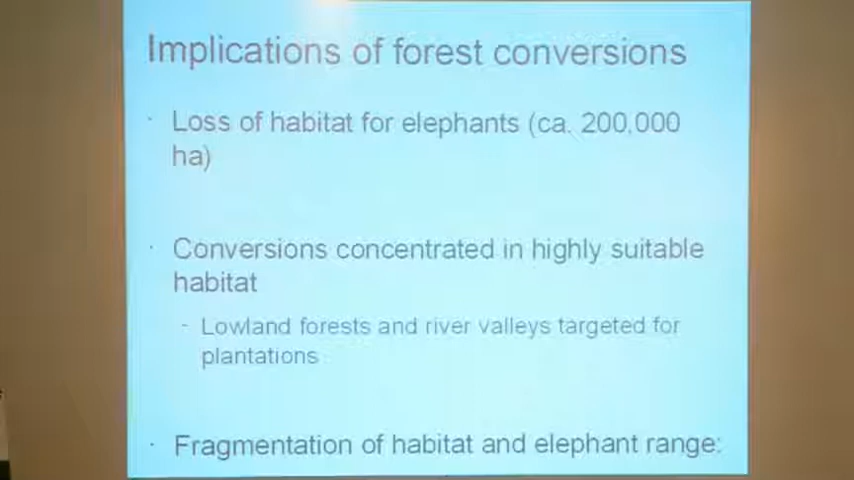 Implications of forest conversions
· Loss of habitat for elephants (ca. 200,000
ha)
· Conversions concentrated in highly suitable
habitat
- Lowland forests and river valleys targeted for
plantations
· Fragmentation of habitat and elephant range: